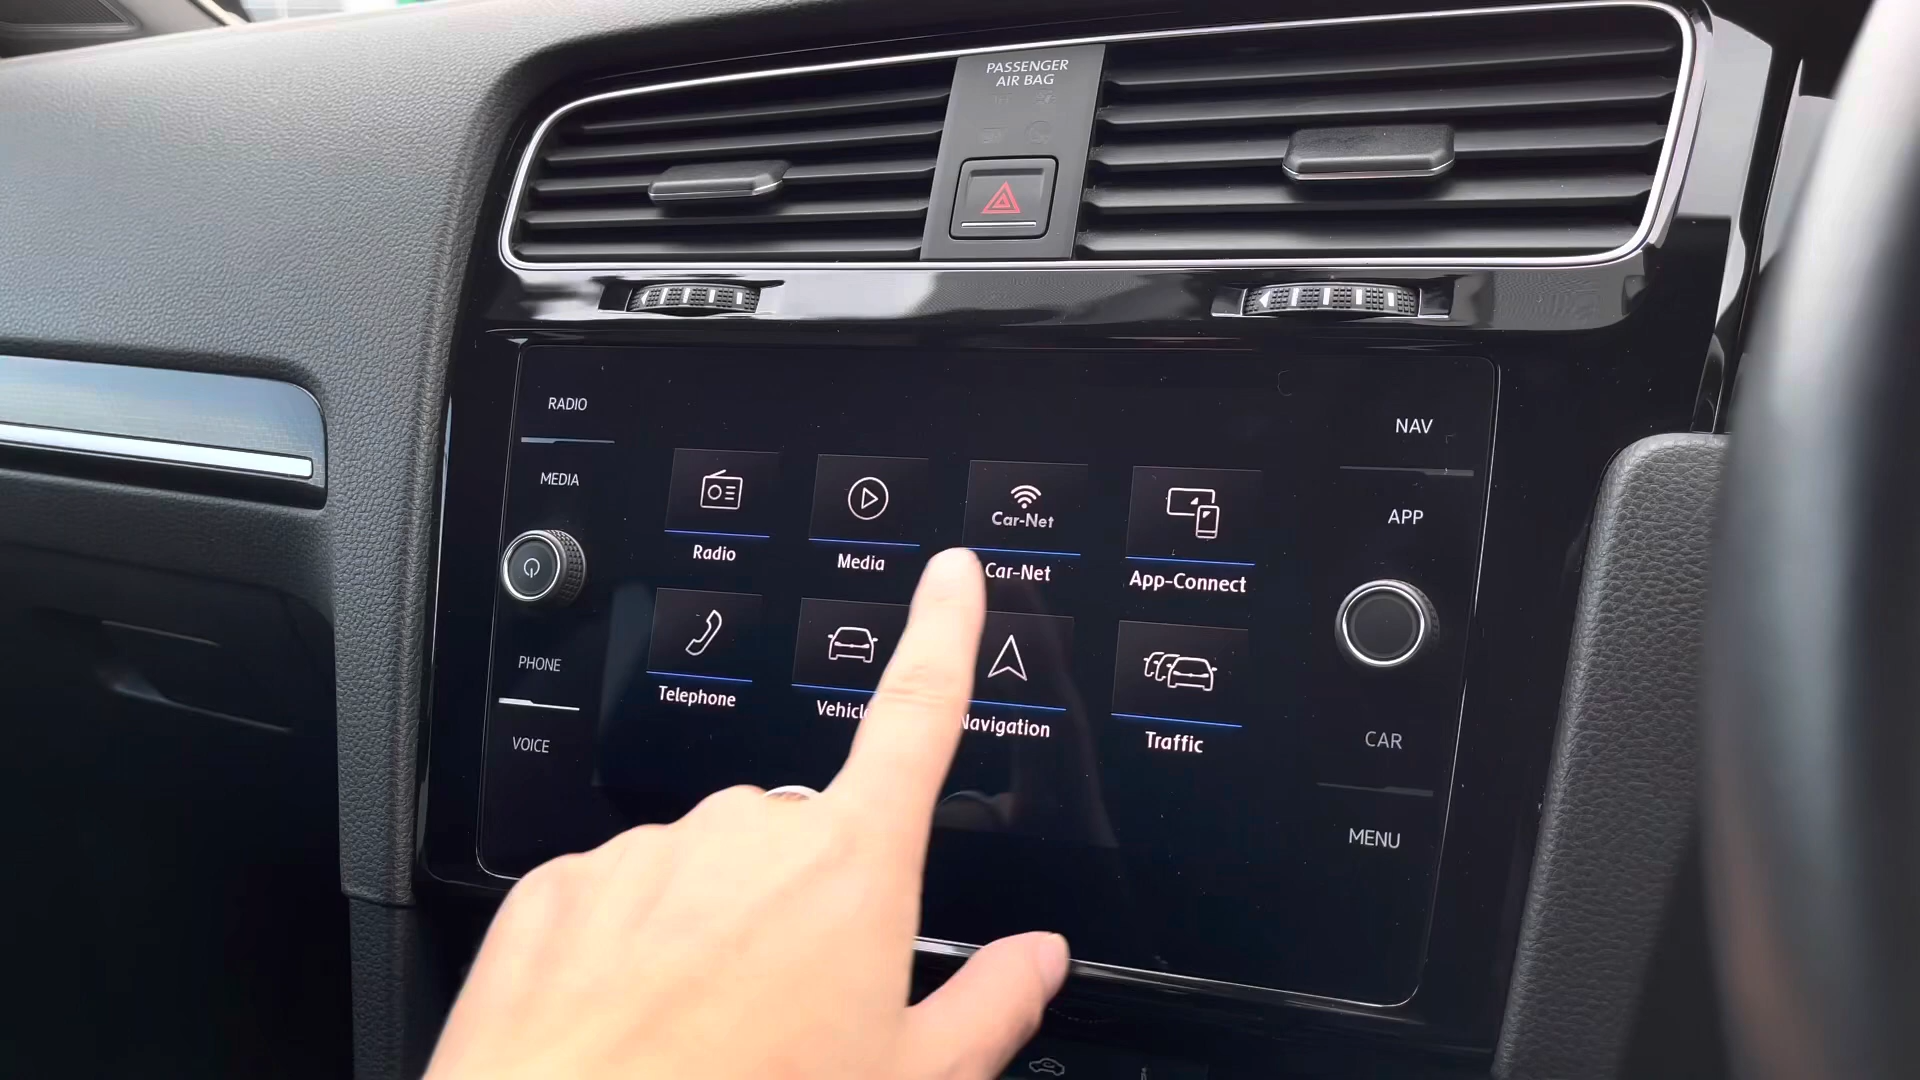 PASSENGER
AIR BAG
RADIO
MEDIA
PHONE
VOICE
Radio
Media
Car-Net
Car-Net
App-Connect
Telephone
Navigation
Traffic
NAV
APP
CAR
MENU